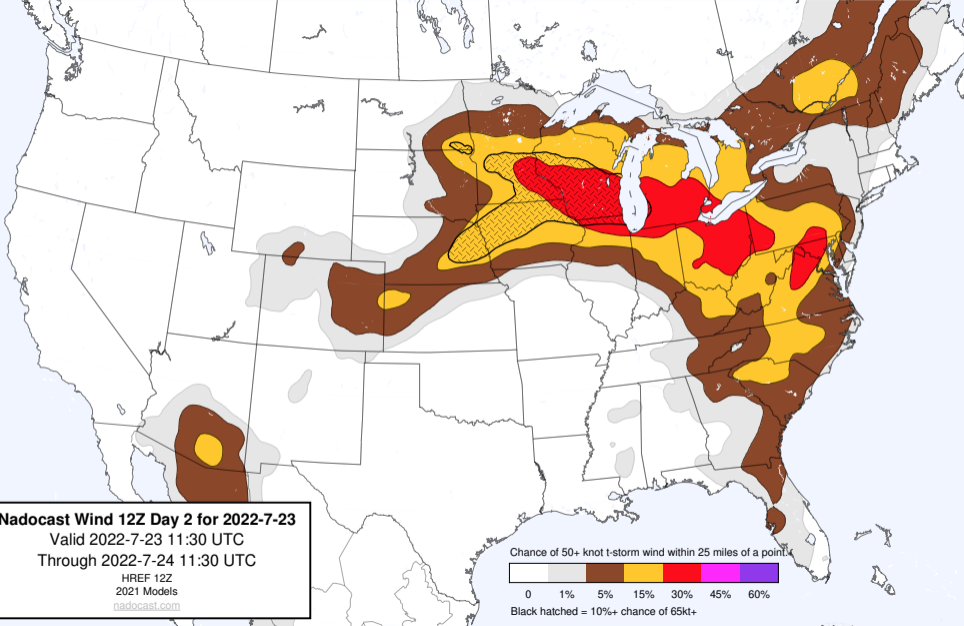 Nadocast Wind 12Z Day 2 for 2022-7-23
Valid 2022-7-23 11:30 UTC
Through 2022-7-24 11:30 UTC
HREF 12Z
2021 Models
nadocast.com
Chance of 50+ knot t-storm wind within 25 miles of a point.
0 1% 5% 15% 30% 45% 60%
Black hatched = 10%+ chance of 65kt+